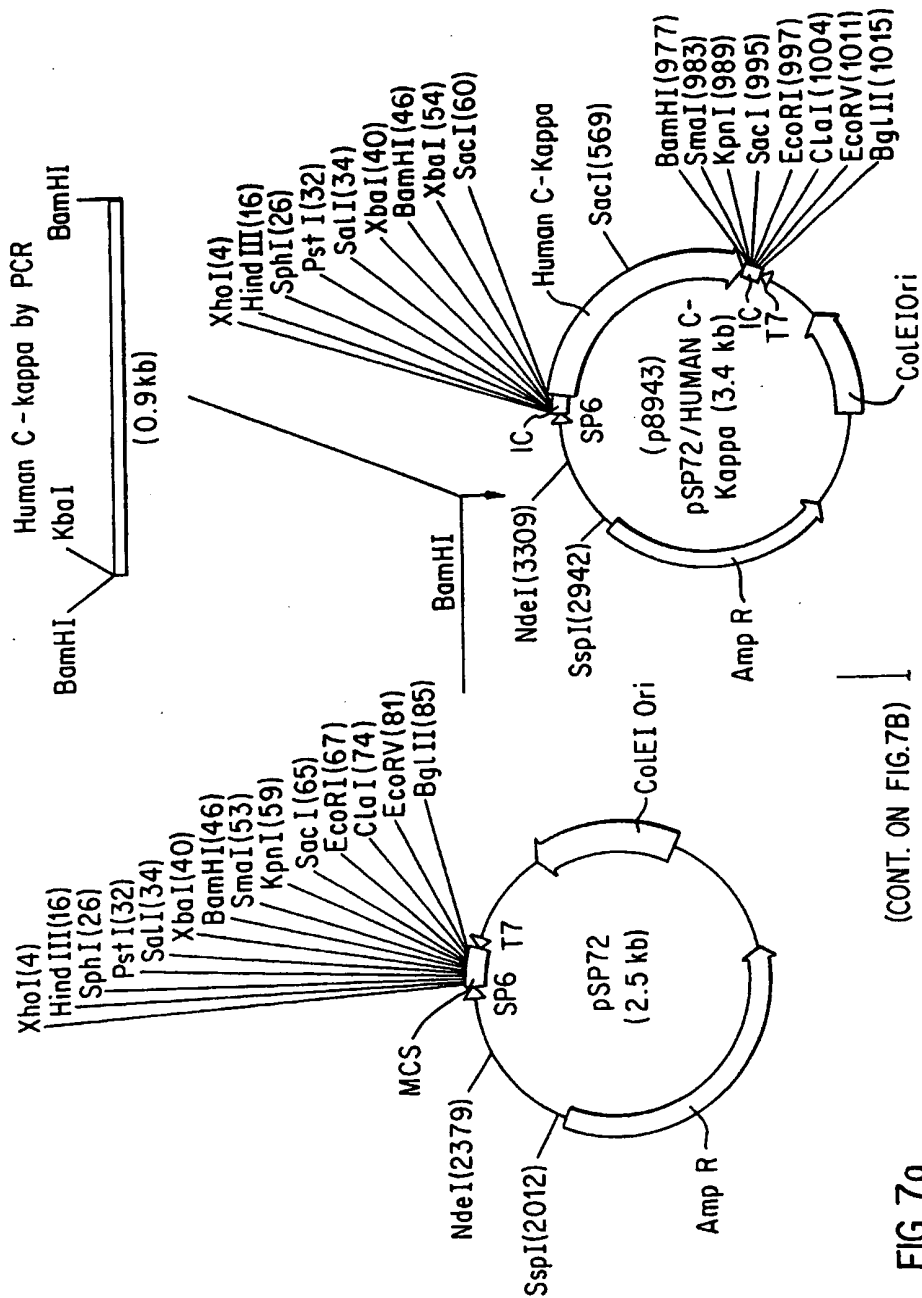 Human C-kappa by PCR
BamHI
KbaI
BamHI
(0.9kb)
XhoI(4)
HindIII(16)
SphI(26)
PstI(32)
SalI(34)
XbaI(40)
BamHI(46)
SmaI(53)
KpnI(59)
SacI(65)
EcoRI(67)
ClaI(74)
EcoRV(81)
BglII(85)
MCS
SP6
T7
NdeI(2379)
SspI(2012)
pSP72
(2.5 kb)
ColEI Ori
Amp R
BamHI
XhoI(4)
HindIII(16)
SphI(26)
Pst I(32)
SalI(34)
XbaI(40)
BamHI(46)
XbaI (54)
SacI(60)
IC
SP6
Human C-Kappa
SacI(569)
NdeI(3309)
SspI(2942)
(p8943)
pSP72/HUMAN C-
Kappa (3.4 kb)
IC
T7
BamHI(977)
SmaI(983)
KpnI(989)
SacI (995)
EcoRI(997)
ClaI(1004)
EcoRV(1011)
BglII(1015)
Amp R
ColEIOri
(CONT. ON FIG.7B)
FIG.7a